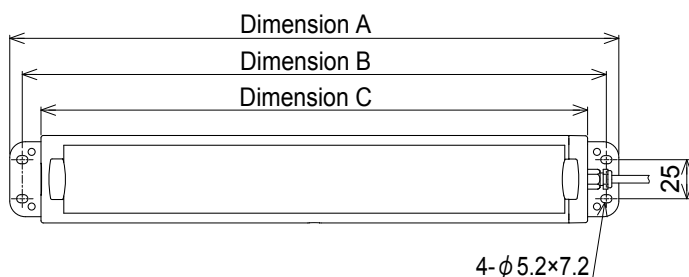 Dimension A
Dimension B
Dimension C
25
4-ϕ5.2×7.2